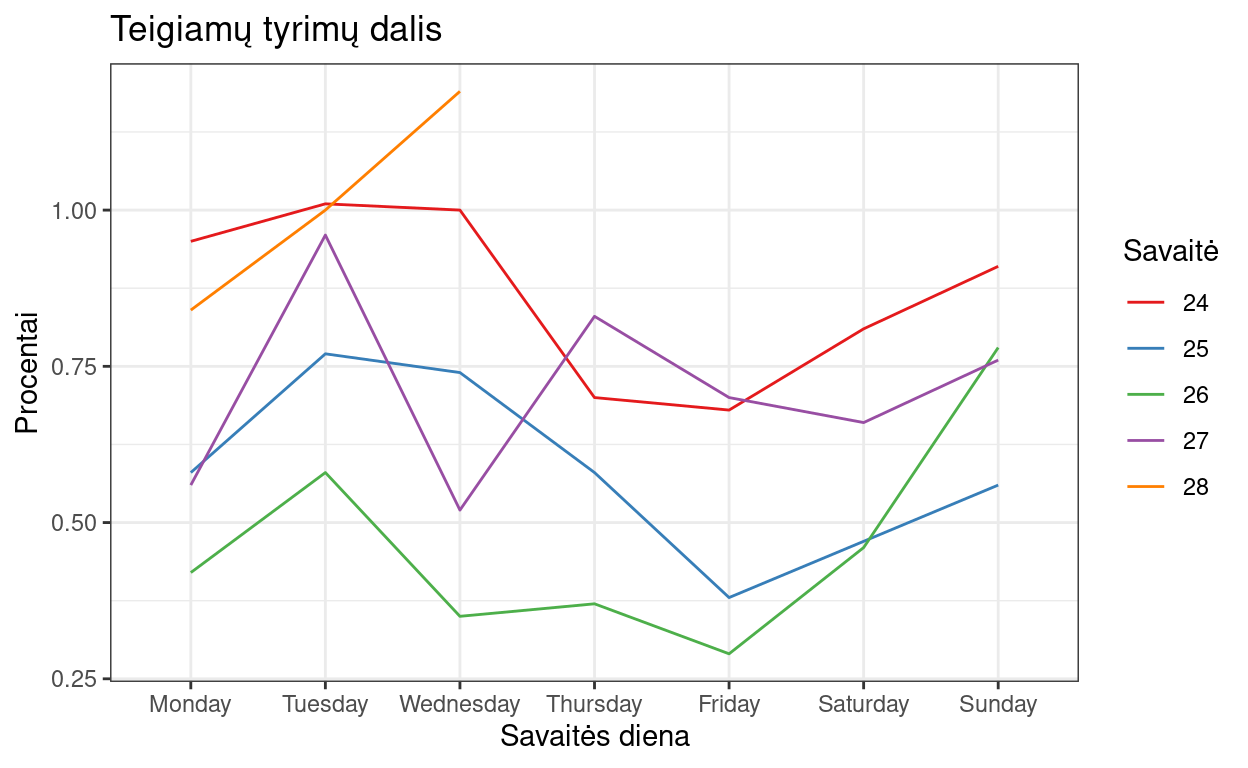 Teigiamų tyrimų dalis
Procentai
1.00
0.75
0.50
0.25
Monday
Tuesday
Wednesday
Thursday
Friday
Saturday
Sunday
Savaitės diena
Savaitė
24
25
26
27
28